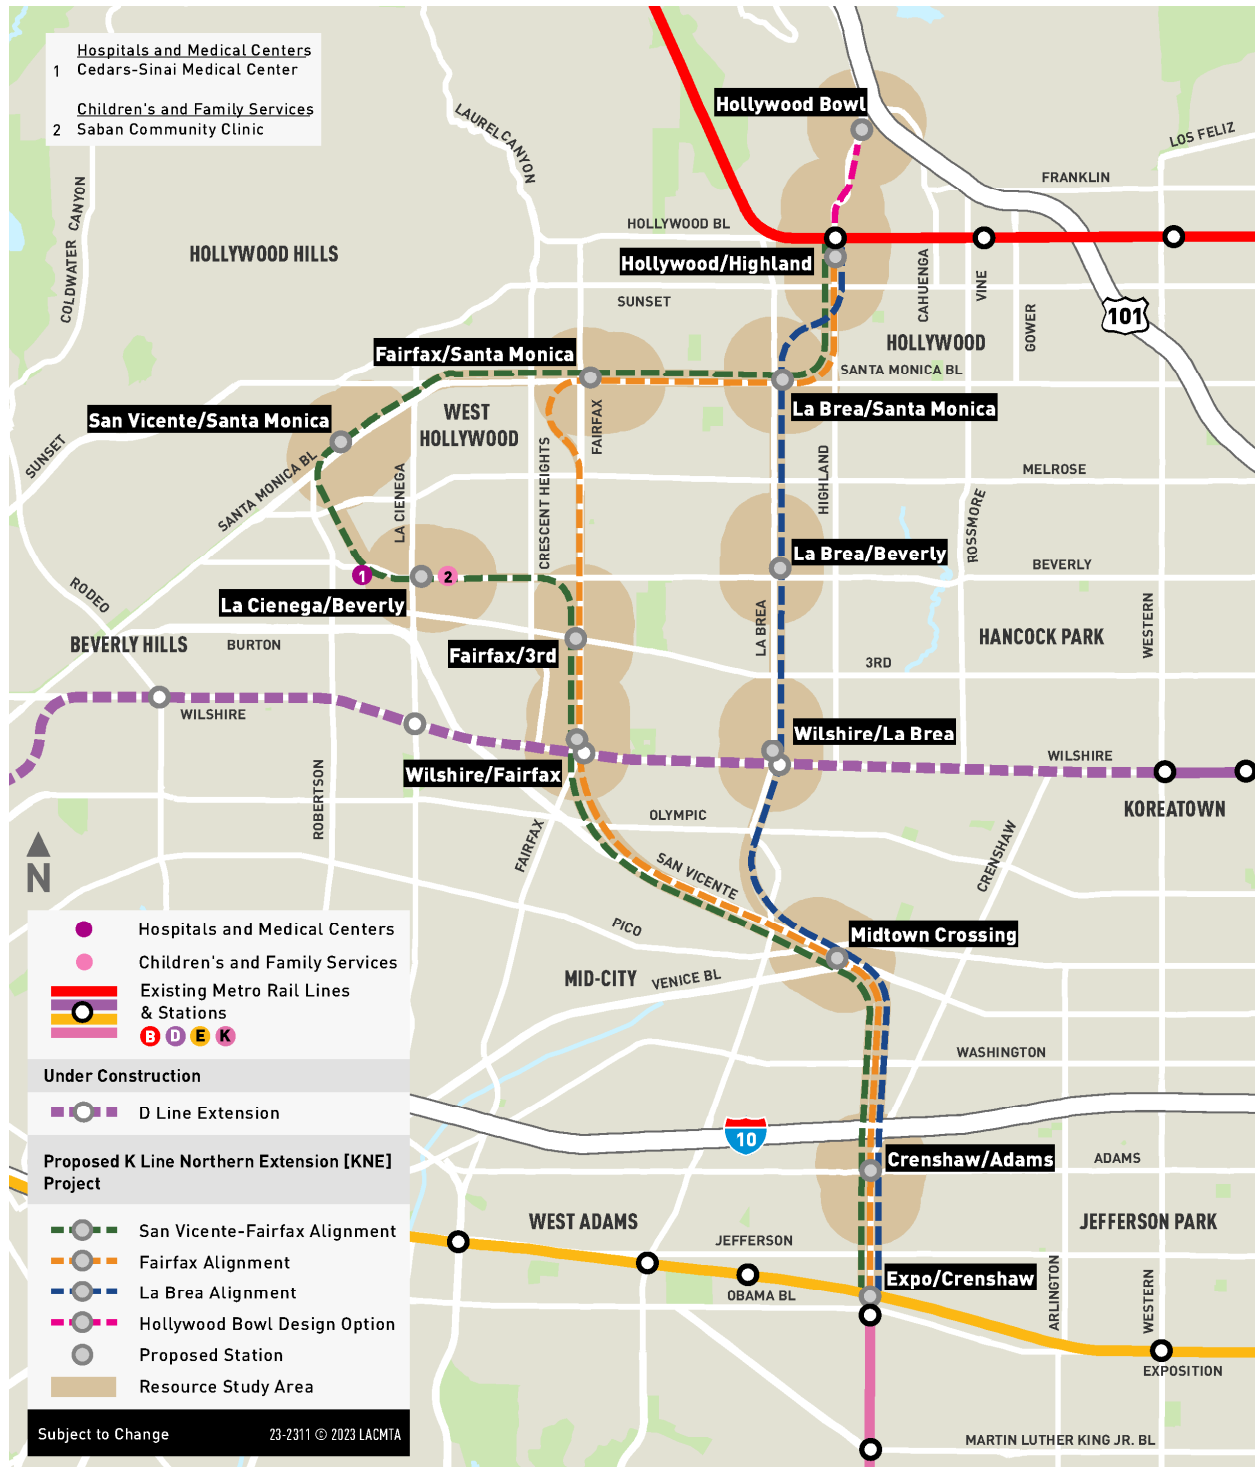 Hospitals and Medical Centers
1 Cedars-Sinai Medical Center
Children's and Family Services
2 Saban Community Clinic
Hollywood Bowl
LAUREL CANYON
LOS FELIZ
FRANKLIN
COLDWATER CANYON
HOLLYWOOD BL
HOLLYWOOD HILLS
Hollywood/Highland
CAHUENGA
VINE
SUNSET
GOWER
101
HOLLYWOOD
Fairfax/Santa Monica
SANTA MONICA BL
San Vicente/Santa Monica
WEST
HOLLYWOOD
FAIRFAX
La Brea/Santa Monica
SUNSET
SANTA MONICA BL
LA CIENEGA
CRESCENT HEIGHTS
HIGHLAND
MELROSE
ROSSMORE
La Brea/Beverly
BEVERLY
1
2
RODEO
La Cienega/Beverly
LA BREA
WESTERN
BEVERLY HILLS
BURTON
Fairfax/3rd
HANCOCK PARK
3RD
WILSHIRE
Wilshire/La Brea
WILSHIRE
Wilshire/Fairfax
ROBERTSON
KOREATOWN
OLYMPIC
FAIRFAX
SAN VICENTE
CRENSHAW
N
PICO
Midtown Crossing
MID-CITY
VENICE BL
WASHINGTON
10
Crenshaw/Adams
ADAMS
WEST ADAMS
JEFFERSON PARK
JEFFERSON
Expo/Crenshaw
OBAMA BL
ARLINGTON
WESTERN
EXPOSITION
MARTIN LUTHER KING JR. BL
Hospitals and Medical Centers
Children's and Family Services
Existing Metro Rail Lines
& Stations
B D E K
Under Construction
D Line Extension
Proposed K Line Northern Extension [KNE]
Project
San Vicente-Fairfax Alignment
Fairfax Alignment
La Brea Alignment
Hollywood Bowl Design Option
Proposed Station
Resource Study Area
Subject to Change 23-2311 © 2023 LACMTA